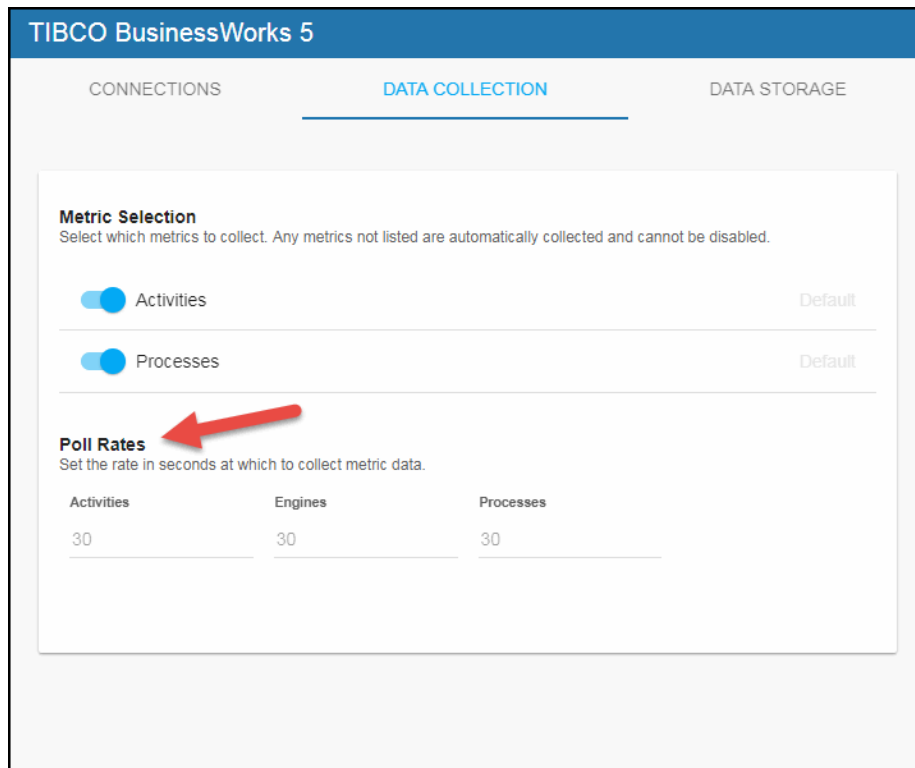 TIBCO BusinessWorks 5
CONNECTIONS DATA COLLECTION DATA STORAGE
Metric Selection
Select which metrics to collect. Any metrics not listed are automatically collected and cannot be disabled.
Activities Default
Processes Default
Poll Rates
Set the rate in seconds at which to collect metric data.
Activities Engines Processes
30 30 30